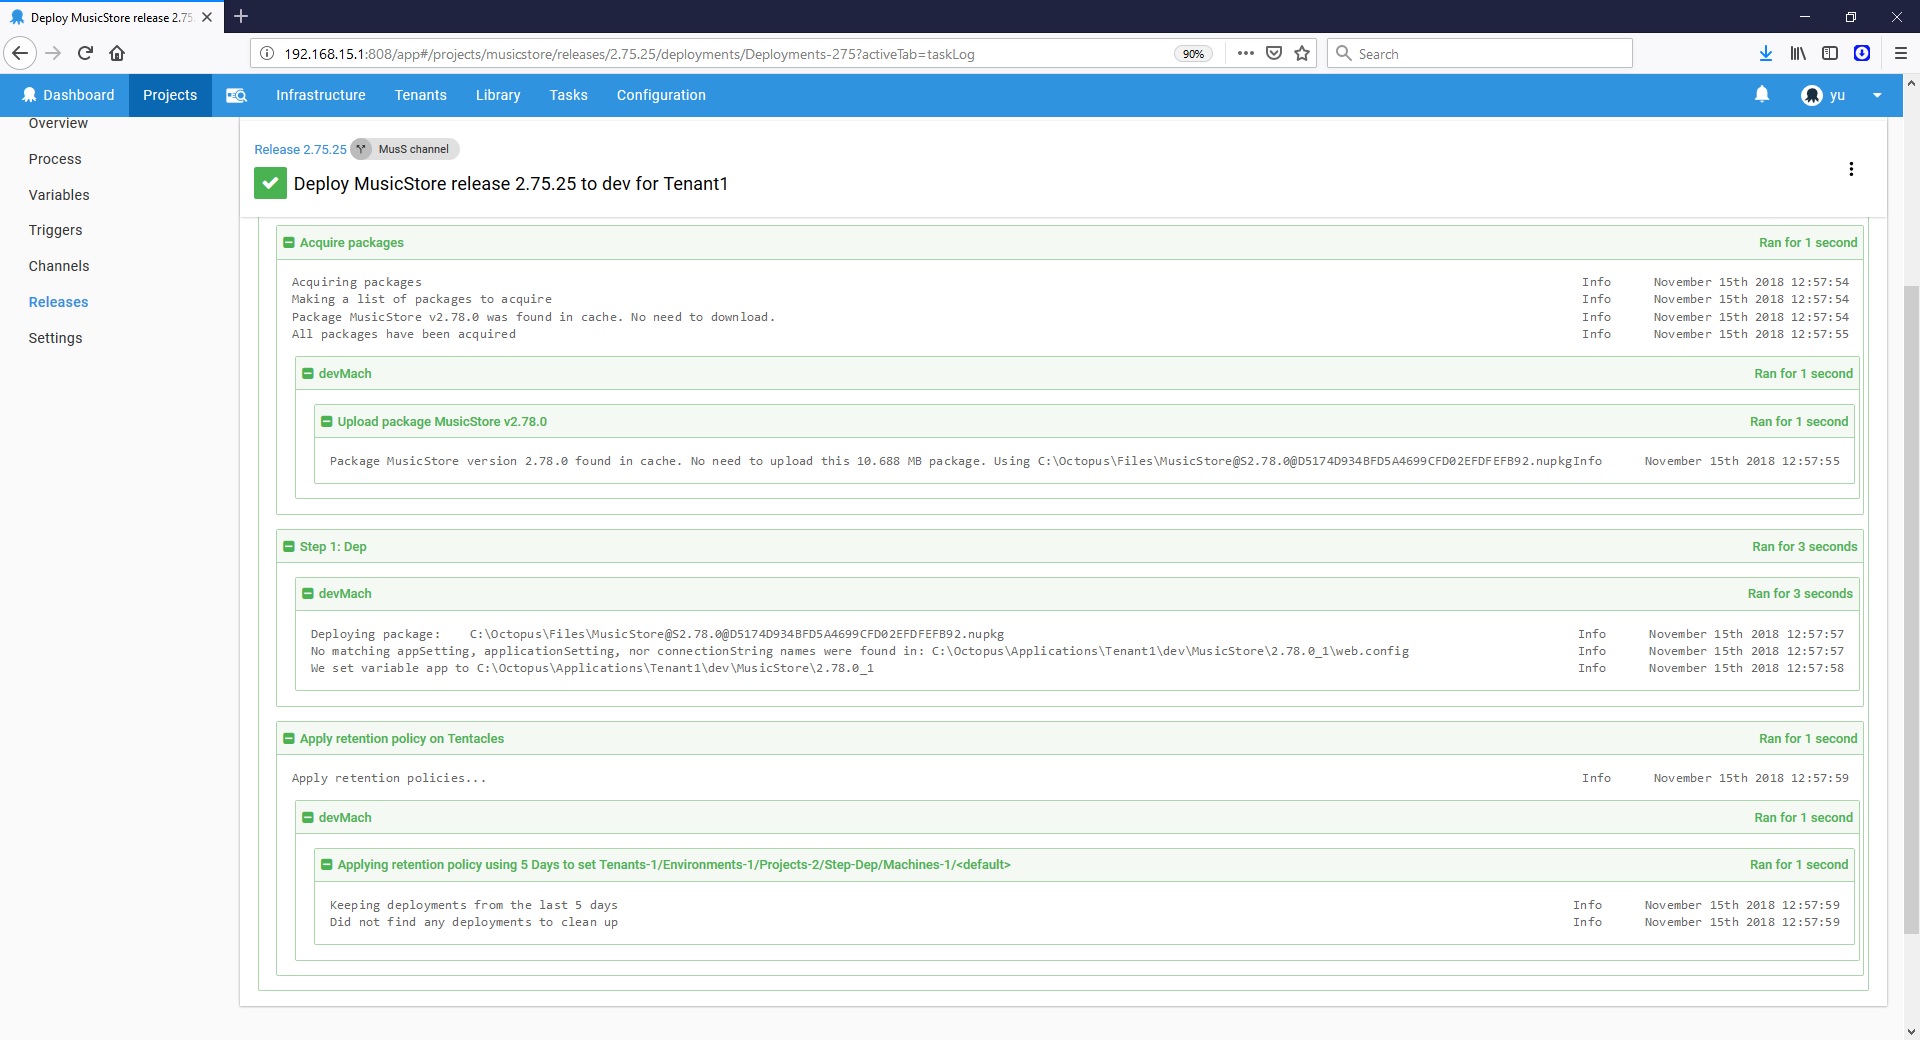 Deploy MusicStore release 2.75.
192.168.15.1:808/app#/projects/musicstore/releases/2.75.25/deployments/Deployments-275?activeTab=taskLog
90%
Search
Dashboard
Projects
Infrastructure
Tenants
Library
Tasks
Configuration
yu
Overview
Process
Variables
Triggers
Channels
Releases
Settings
Release 2.75.25 MusS channel
Deploy MusicStore release 2.75.25 to dev for Tenant1
Acquire packages Ran for 1 second
Acquiring packages Info November 15th 2018 12:57:54
Making a list of packages to acquire Info November 15th 2018 12:57:54
Package MusicStore v2.78.0 was found in cache. No need to download. Info November 15th 2018 12:57:54
All packages have been acquired Info November 15th 2018 12:57:55
devMach Ran for 1 second
Upload package MusicStore v2.78.0 Ran for 1 second
Package MusicStore version 2.78.0 found in cache. No need to upload this 10.688 MB package. Using C:\Octopus\Files\MusicStore@S2.78.0@D5174D934BFD5A4699CFD02EFDFEFB92.nupkgInfo November 15th 2018 12:57:55
Step 1: Dep Ran for 3 seconds
devMach Ran for 3 seconds
Deploying package: C:\Octopus\Files\MusicStore@S2.78.0@D5174D934BFD5A4699CFD02EFDFEFB92.nupkg Info November 15th 2018 12:57:57
No matching appSetting, applicationSetting, nor connectionString names were found in: C:\Octopus\Applications\Tenant1\dev\MusicStore\2.78.0_1\web.config Info November 15th 2018 12:57:57
We set variable app to C:\Octopus\Applications\Tenant1\dev\MusicStore\2.78.0_1 Info November 15th 2018 12:57:58
Apply retention policy on Tentacles Ran for 1 second
Apply retention policies... Info November 15th 2018 12:57:59
devMach Ran for 1 second
Applying retention policy using 5 Days to set Tenants-1/Environments-1/Projects-2/Step-Dep/Machines-1/<default> Ran for 1 second
Keeping deployments from the last 5 days Info November 15th 2018 12:57:59
Did not find any deployments to clean up Info November 15th 2018 12:57:59